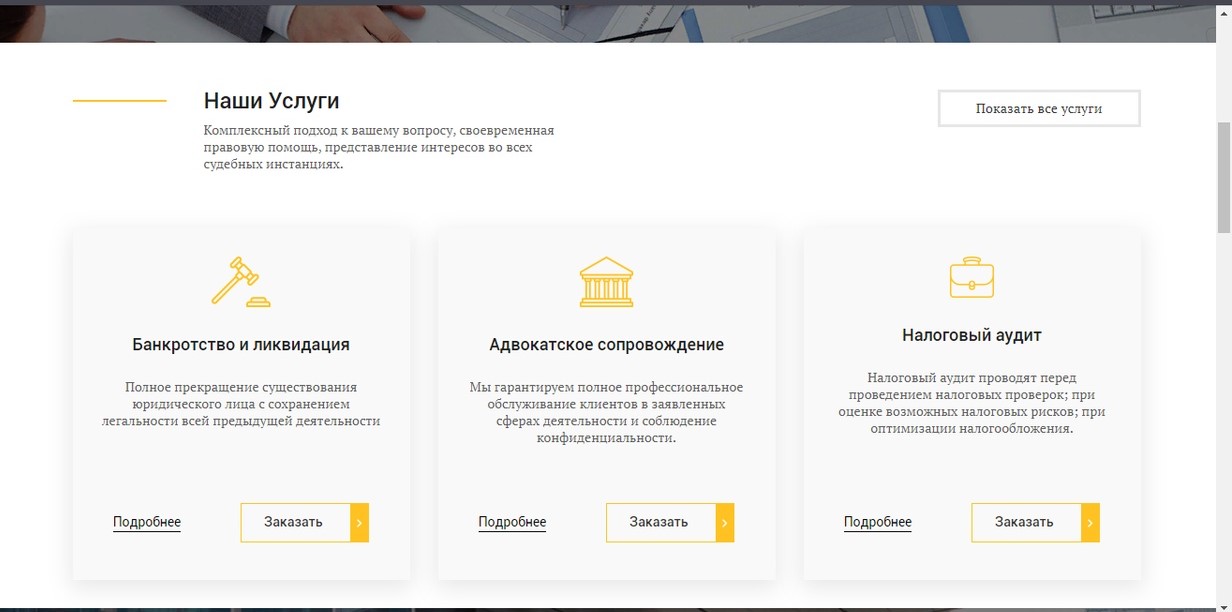 Наши Услуги
Показать все услуги
Комплексный подход к вашему вопросу, своевременная
правовую помощь, представление интересов во всех
судебных инстанциях.
Банкротство и ликвидация
Полное прекращение существования
юридического лица с сохранением
легальности всей предыдущей деятельности
Подробнее
Заказать
Адвокатское сопровождение
Мы гарантируем полное профессиональное
обслуживание клиентов в заявленных
сферах деятельности и соблюдение
конфиденциальности.
Подробнее
Заказать
Налоговый аудит
Налоговый аудит проводят перед
проведением налоговых проверок; при
оценке возможных налоговых рисков; при
оптимизации налогообложения.
Подробнее
Заказать